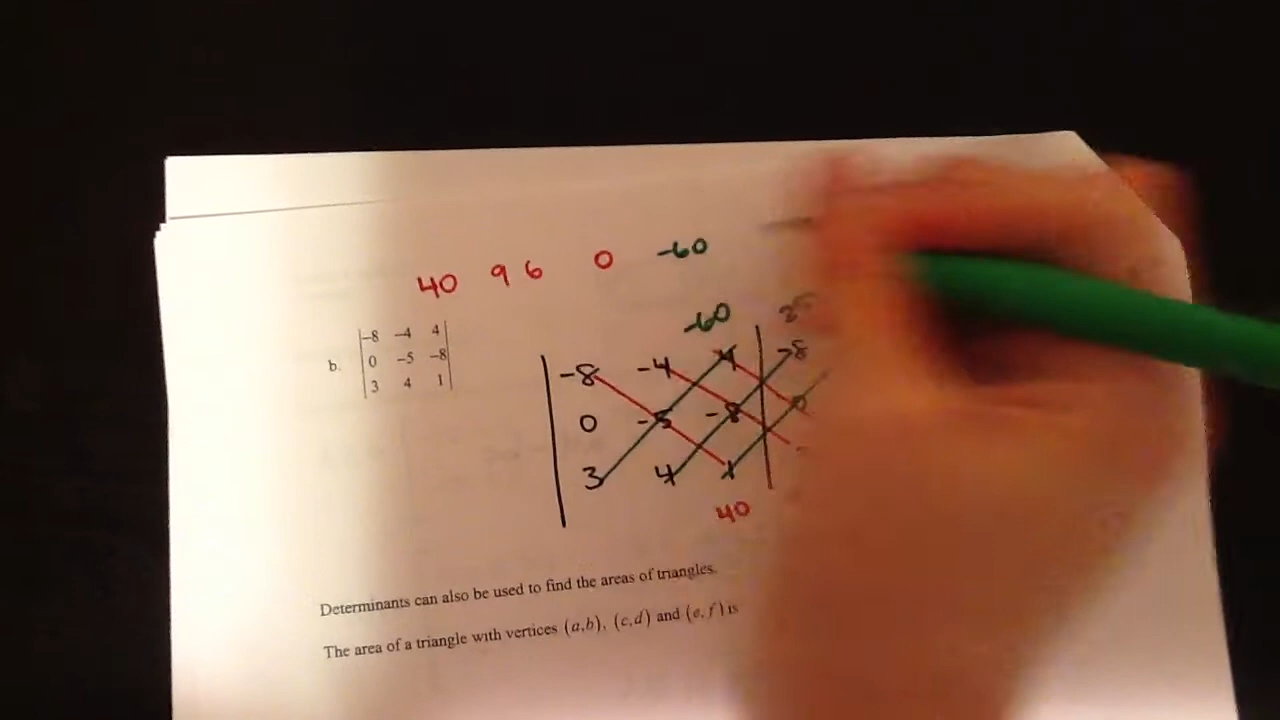 40 96 0 -60
-60 25
b. -8 -4 4
0 -5 -8
3 4 1
-8 -4 4 -8
0 -5 -8 0
3 4 1
40
Determinants can also be used to find the areas of triangles.
The area of a triangle with vertices (a,b), (c,d) and (e,f) is